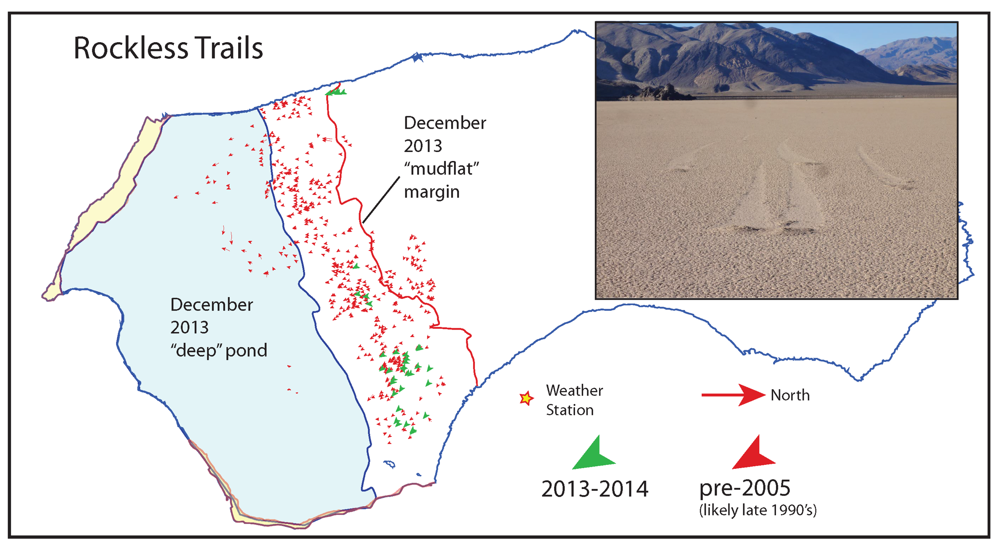 Rockless Trails
December
2013
“mudflat”
margin
December
2013
“deep” pond
Weather
Station
North
2013-2014
pre-2005
(likely late 1990’s)